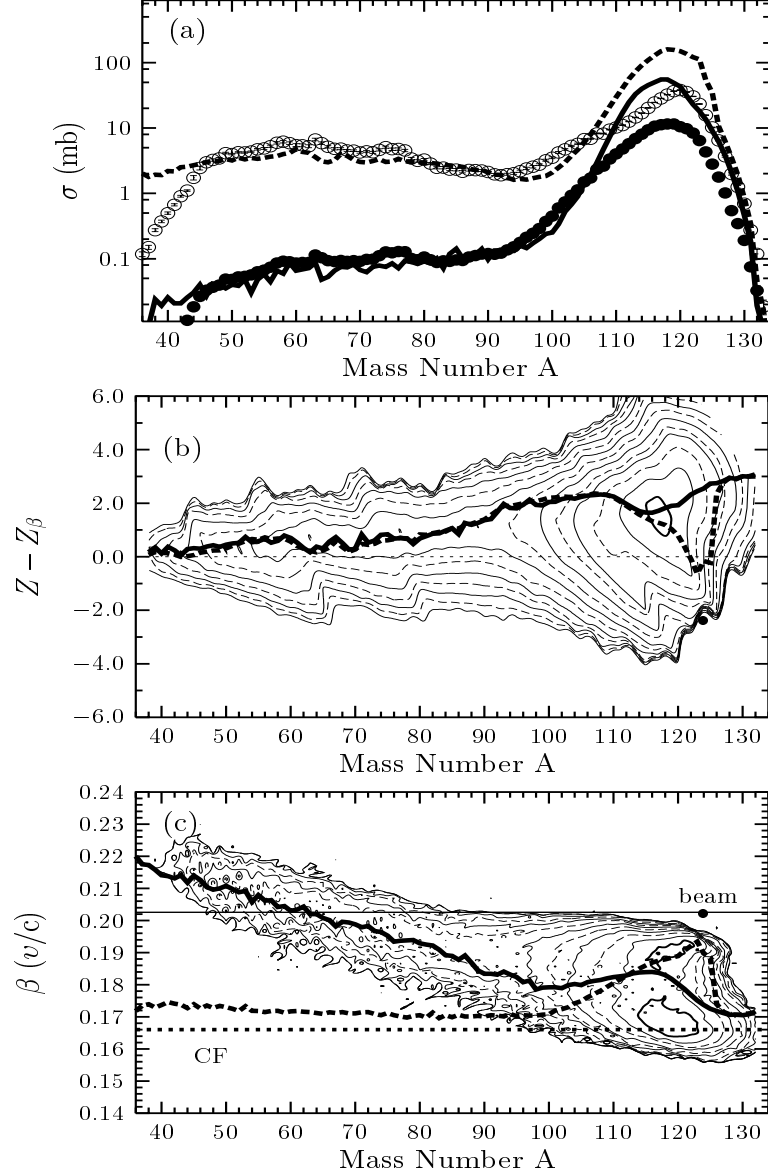 (a)
100
10
1
0.1
σ (mb)
40 50 60 70 80 90 100 110 120 130
Mass Number A
(b)
6.0
4.0
2.0
0.0
−2.0
−4.0
−6.0
Z − Zβ
40 50 60 70 80 90 100 110 120 130
Mass Number A
(c)
0.24
0.23
0.22
0.21
0.20
0.19
0.18
0.17
0.16
0.15
0.14
β (υ/c)
beam
CF
40 50 60 70 80 90 100 110 120 130
Mass Number A